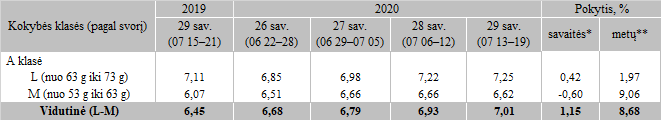 Kokybės klasės (pagal svorį) 2019 2020 Pokytis, %
29 sav. (07 15–21) 26 sav. (06 22–28) 27 sav. (06 29–07 05) 28 sav. (07 06–12) 29 sav. (07 13–19) savaitės* metų**
A klasė
L (nuo 63 g iki 73 g) 7,11 6,85 6,98 7,22 7,25 0,42 1,97
M (nuo 53 g iki 63 g) 6,07 6,51 6,66 6,66 6,62 -0,60 9,06
Vidutinė (L-M) 6,45 6,68 6,79 6,93 7,01 1,15 8,68